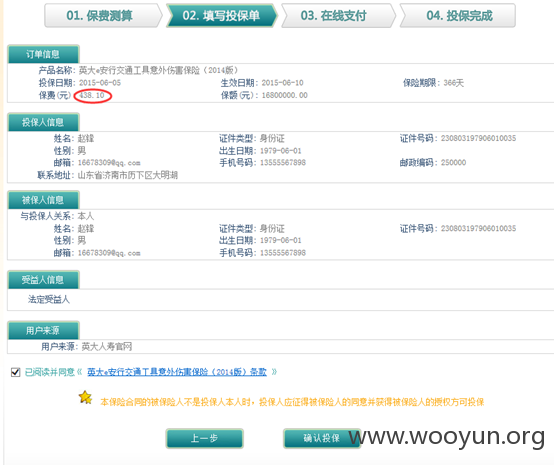 01. 保费测算 02. 填写投保单 03. 在线支付 04. 投保完成
订单信息
产品名称：英大e安行交通工具意外伤害保险（2014版）
投保日期：2015-06-05 生效日期：2015-06-10 保险期限：366天
保费(元)：438.10 保额(元)：16800000.00
投保人信息
姓名：赵锋 证件类型：身份证 证件号码：230803197906010035
性别：男 出生日期：1979-06-01
邮箱：16678309@qq.com 手机号码：13555567898 邮政编码：250000
联系地址：山东省济南市历下区大明湖
被保人信息
与投保人关系：本人
姓名：赵锋 证件类型：身份证 证件号码：230803197906010035
性别：男 出生日期：1979-06-01
邮箱：16678309@qq.com 手机号码：13555567898
受益人信息
法定受益人
用户来源
用户来源：英大人寿官网
已阅读并同意《 英大e安行交通工具意外伤害保险（2014版）条款 》
本保险合同的被保险人不是投保人本人时，投保人应征得被保险人的同意并获得被保险人的授权方可投保
上一步 确认投保
www.wooyun.org